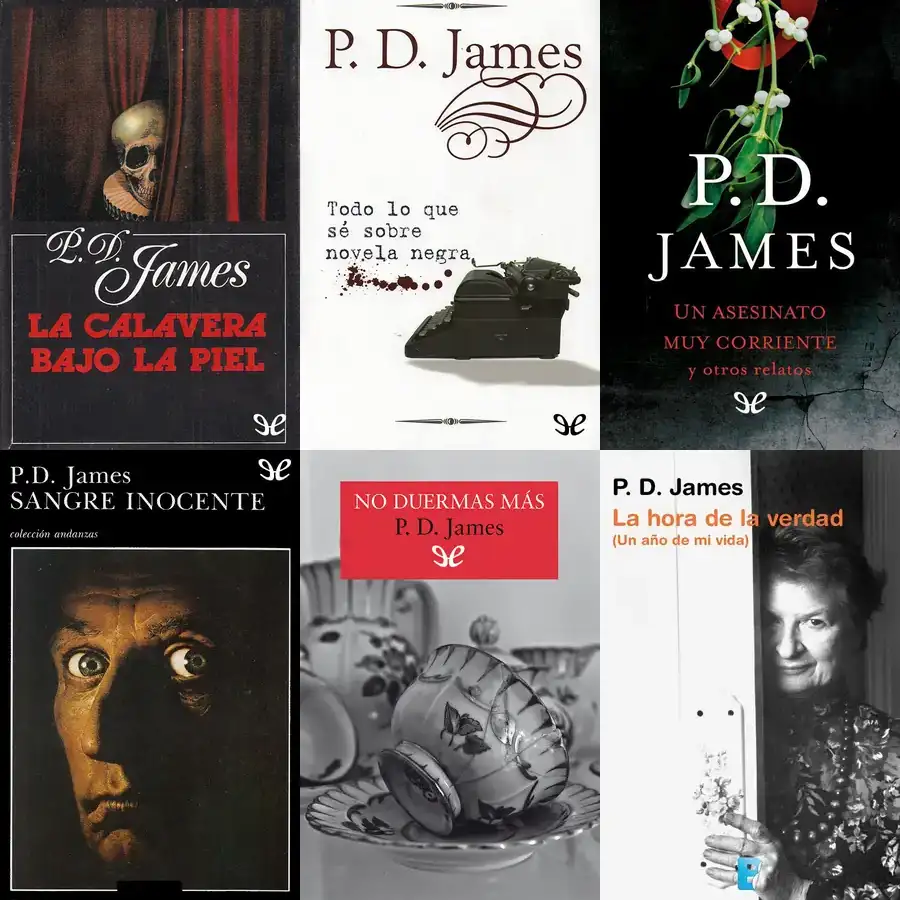 P.D. James
LA CALAVERA
BAJO LA PIEL
P. D. James
Todo lo que
sé sobre
novela negra
P. D.
JAMES
UN ASESINATO
MUY CORRIENTE
y otros relatos
P.D. James
SANGRE INOCENTE
colección andanzas
NO DUERMAS MÁS
P. D. James
P. D. James
La hora de la verdad
(Un año de mi vida)